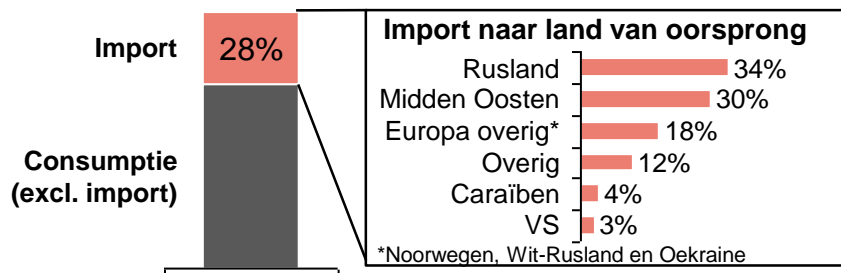 Import
28%
Consumptie
(excl. import)
Import naar land van oorsprong
Rusland 34%
Midden Oosten 30%
Europa overig* 18%
Overig 12%
Caraïben 4%
VS 3%
*Noorwegen, Wit-Rusland en Oekraine